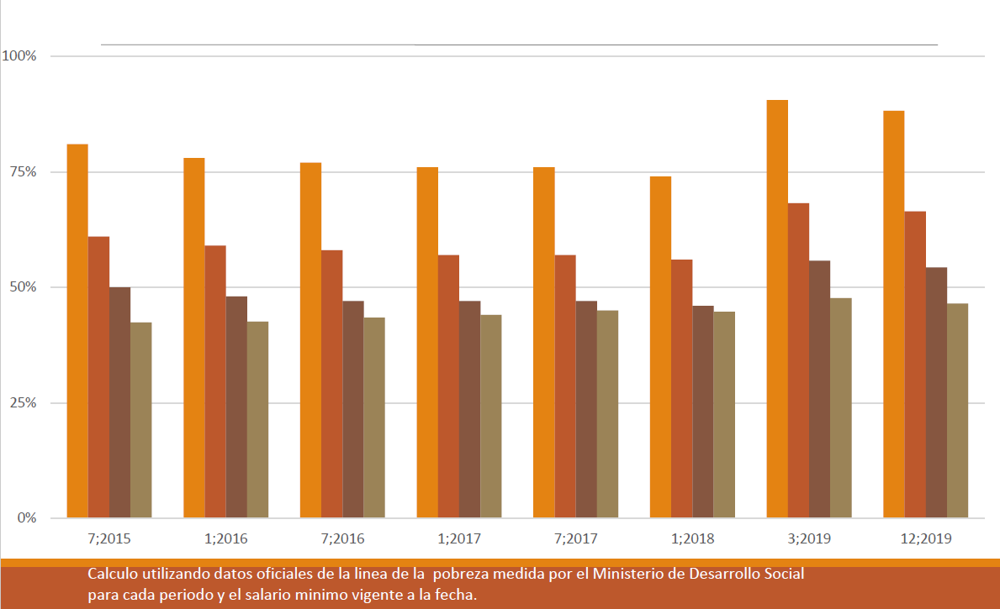 100%
75%
50%
25%
0%
7;2015 1;2016 7;2016 1;2017 7;2017 1;2018 3;2019 12;2019
Calculo utilizando datos oficiales de la linea de la pobreza medida por el Ministerio de Desarrollo Social
para cada periodo y el salario minimo vigente a la fecha.